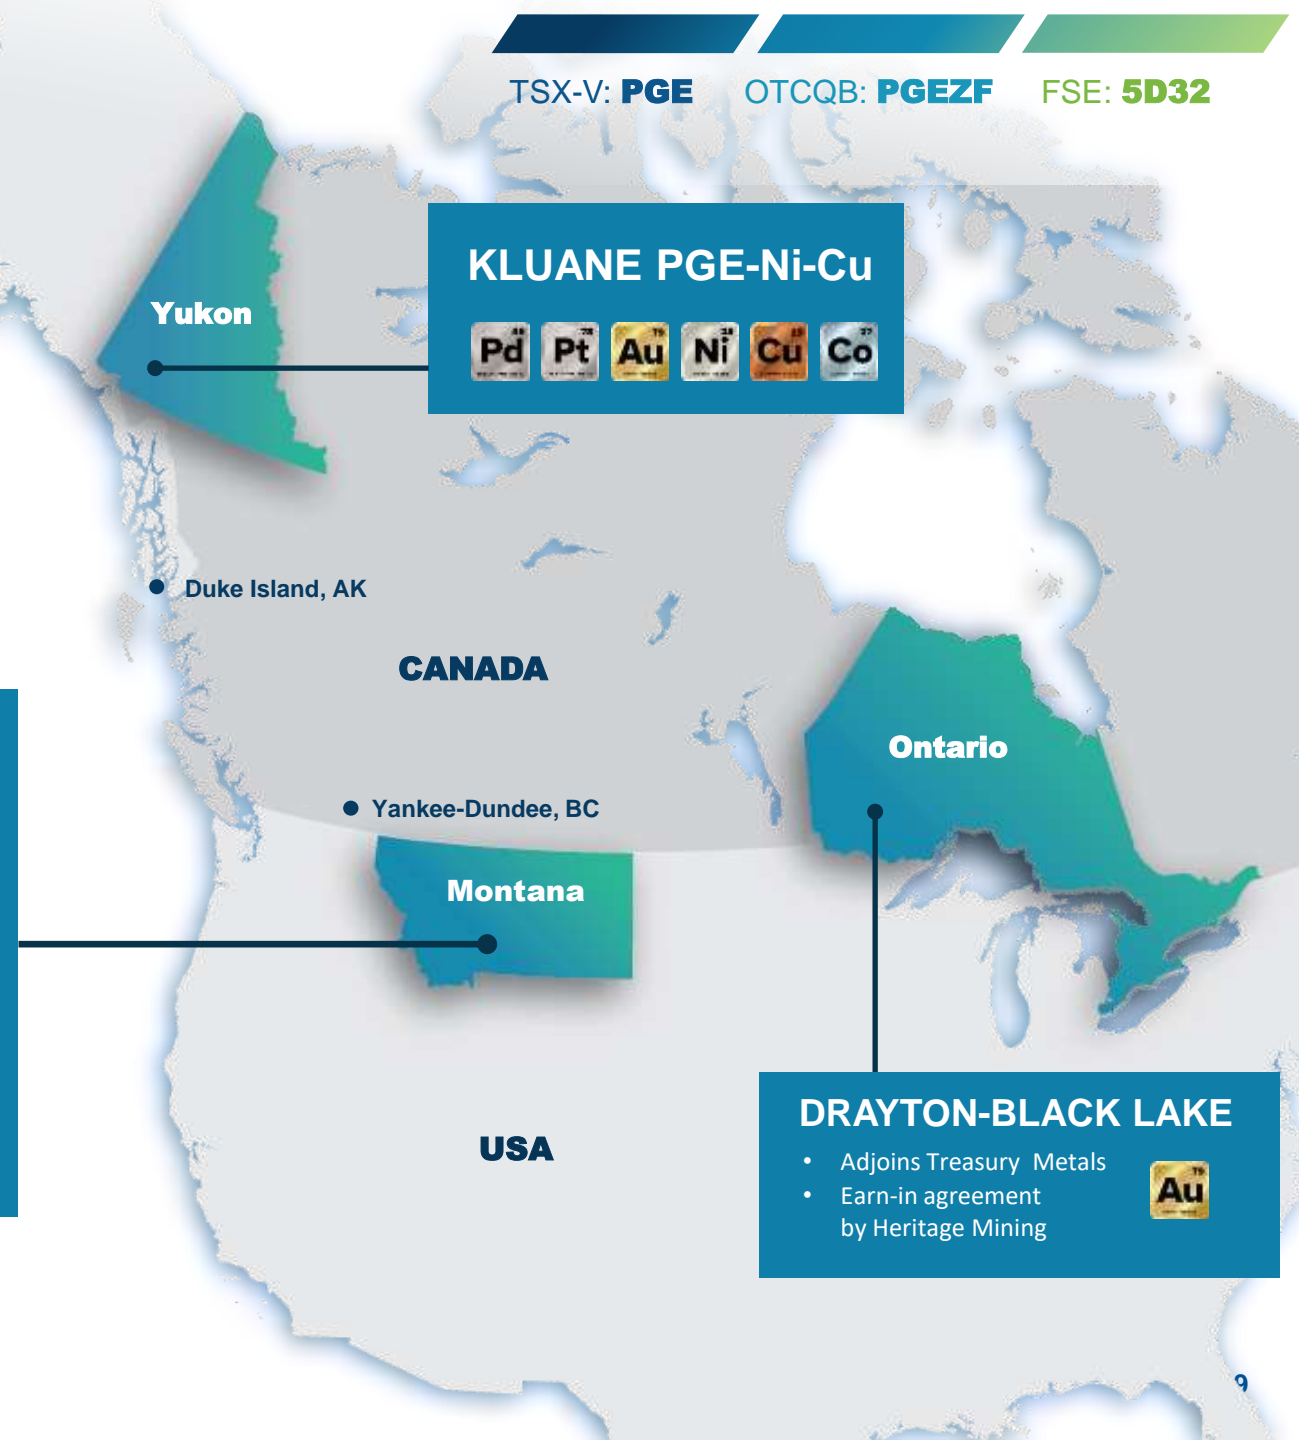 TSX-V: PGE OTCQB: PGEZF FSE: 5D32
KLUANE PGE-Ni-Cu
Pd Pt Au Ni Cu Co
Yukon
Duke Island, AK
CANADA
Ontario
Yankee-Dundee, BC
Montana
USA
DRAYTON-BLACK LAKE
• Adjoins Treasury Metals
• Earn-in agreement
by Heritage Mining
Au
9